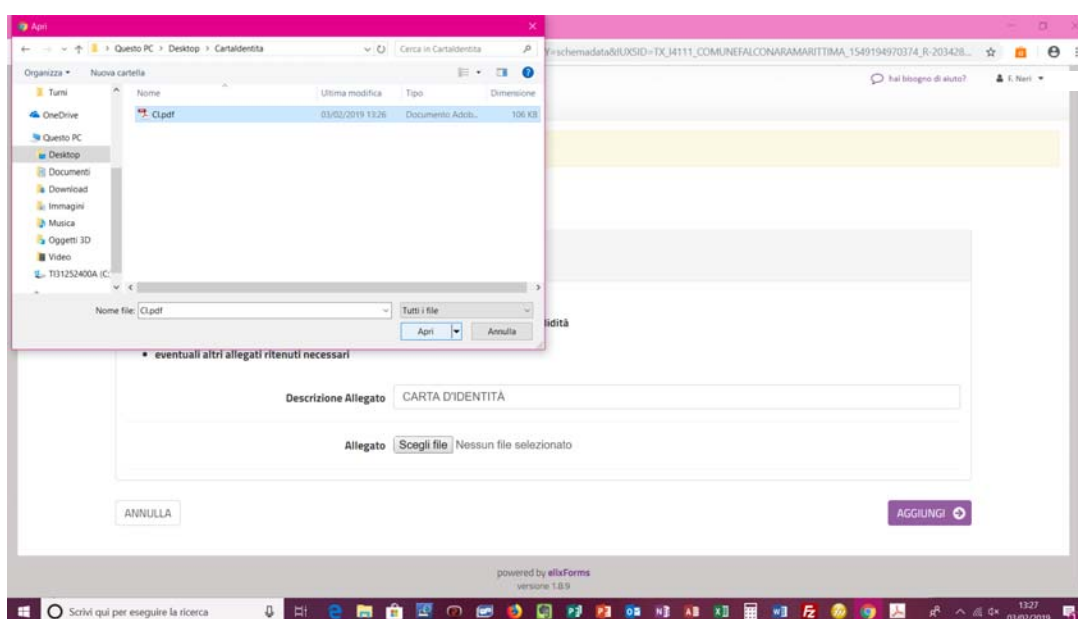 Apri
Questo PC > Desktop > CartaIdentita
Cerca in CartaIdentita
Y=schemadata&IUXSID=TX_I4111_COMUNEFALCONARAMARITTIMA_1549194970374_R-203428...
Organizza
Nuova cartella
hai bisogno di aiuto?
F. Neri
Turni
Nome
Ultima modifica
Tipo
Dimensione
OneDrive
CI.pdf
03/02/2019 13:26
Documento Adob...
106 KB
Questo PC
Desktop
Documenti
Download
Immagini
Musica
Oggetti 3D
Video
TI31252400A (C:
Nome file: CI.pdf
Tutti i file
Apri
Annulla
lidità
• eventuali altri allegati ritenuti necessari
Descrizione Allegato
CARTA D'IDENTITÀ
Allegato
Scegli file
Nessun file selezionato
ANNULLA
AGGIUNGI
powered by elixForms
versione 1.8.9
Scrivi qui per eseguire la ricerca
13:27
03/02/2019